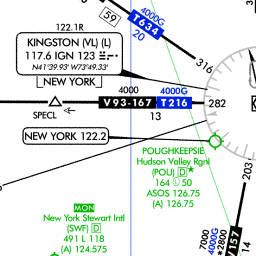 122.1R
59
4000G
T634
20
316
KINGSTON (VL) (L)
117.6 IGN 123
N41°39.93' W73°49.33'
NEW YORK
4000
4000G
V93-167
T216
282
SPECL
13
NEW YORK 122.2
POUGHKEEPSIE
Hudson Valley Rgnl
(POU) D
164 L 50
ASOS 126.75
(A) 126.75
203
MON
New York Stewart Intl
(SWF) D
491 L 118
(A) 124.575
7000
4000G
*2800
V157